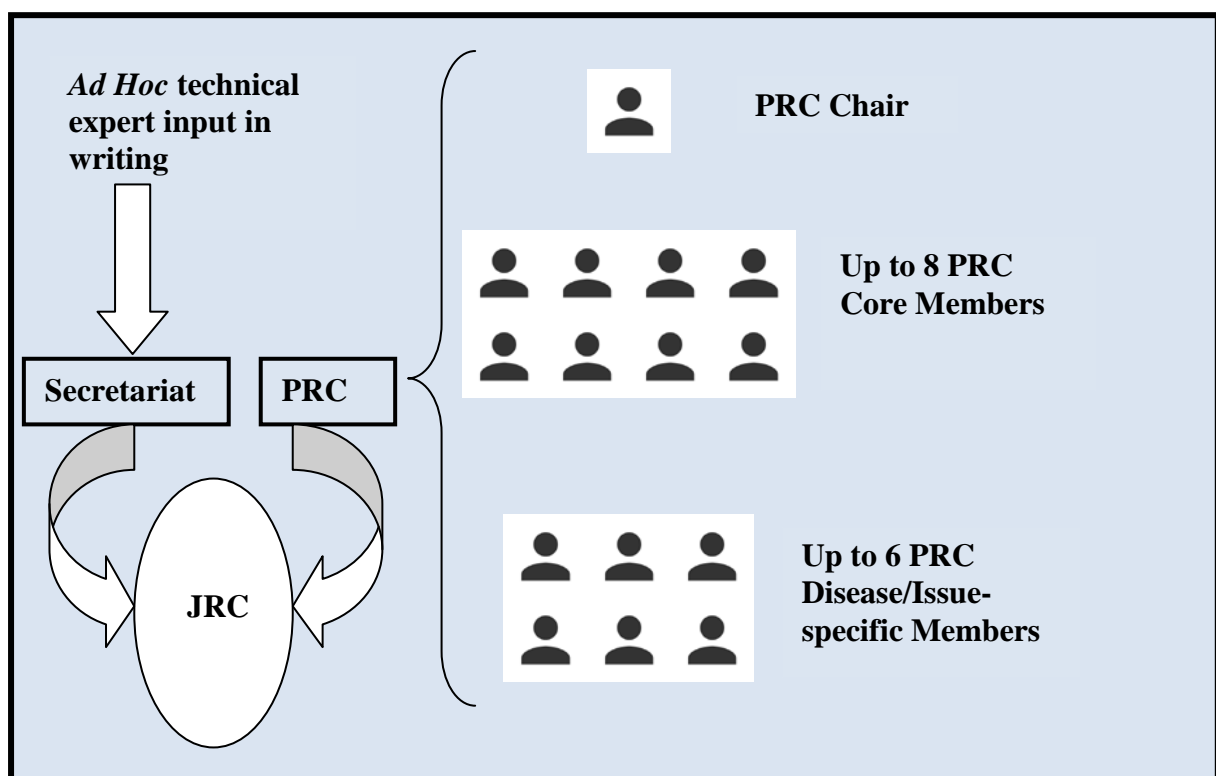 Ad Hoc technical
expert input in
writing
PRC Chair
Up to 8 PRC
Core Members
Secretariat
PRC
JRC
Up to 6 PRC
Disease/Issue-
specific Members